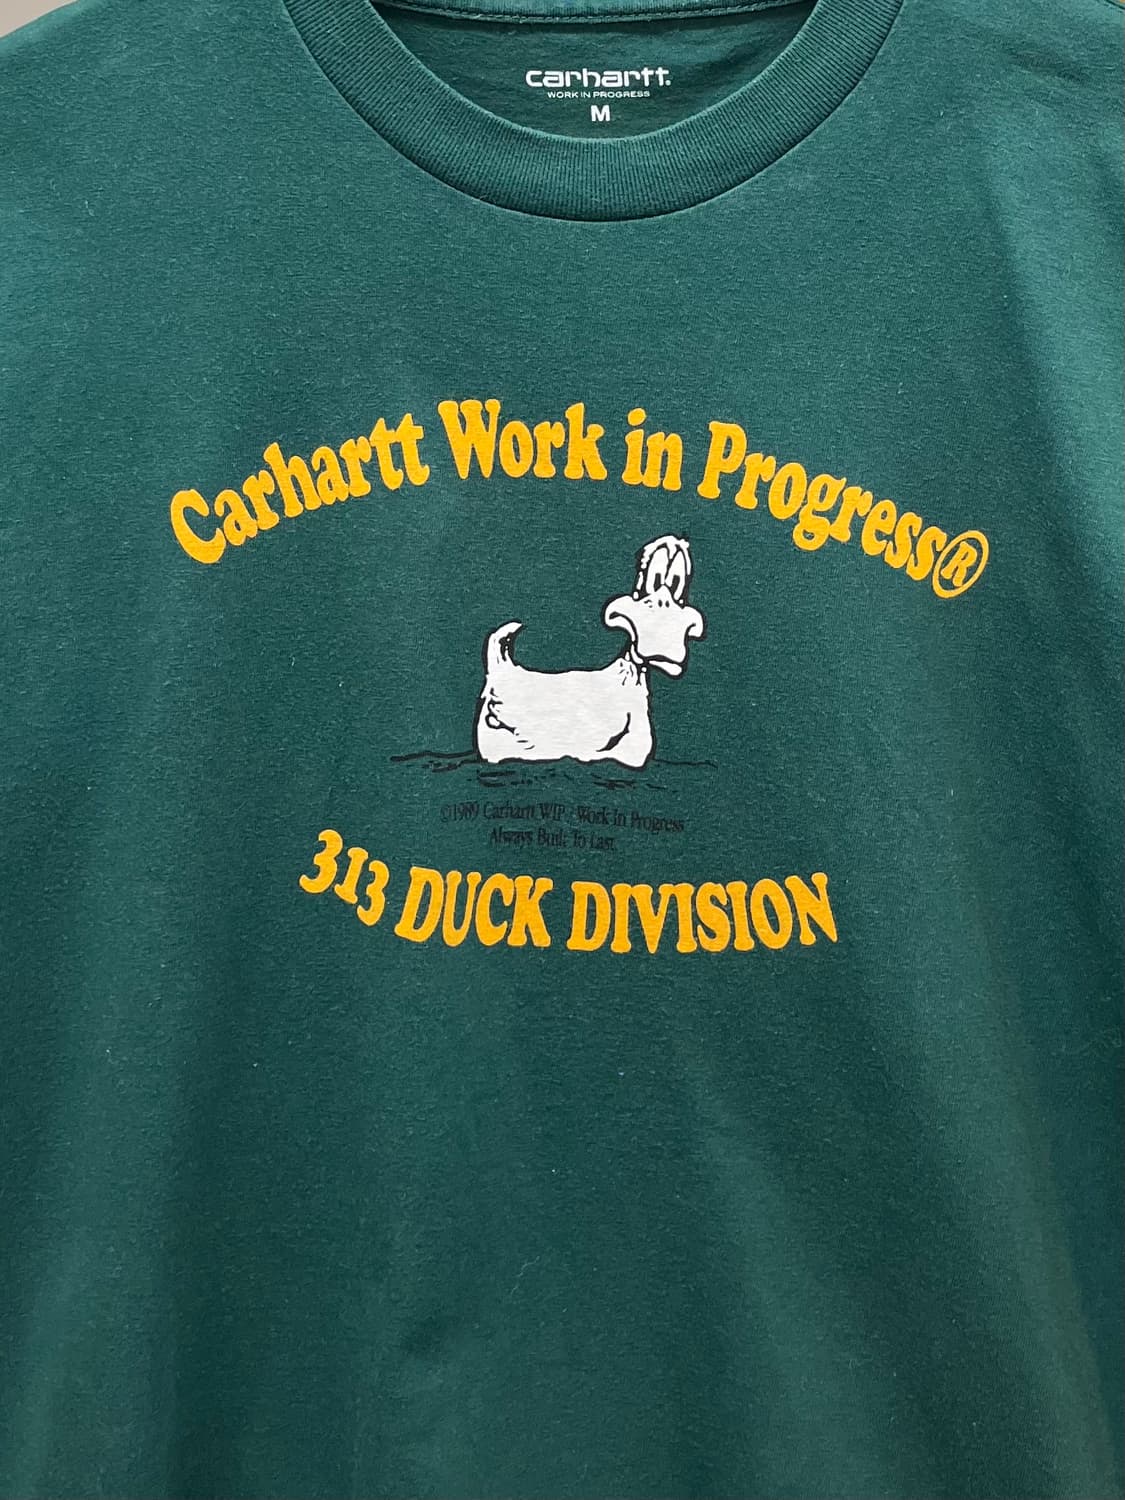 carhartt.
WORK IN PROGRESS
M
Carhartt Work in Progress®
©1989 Carhartt WIP / Work In Progress
Always Built To Last.
313 DUCK DIVISION